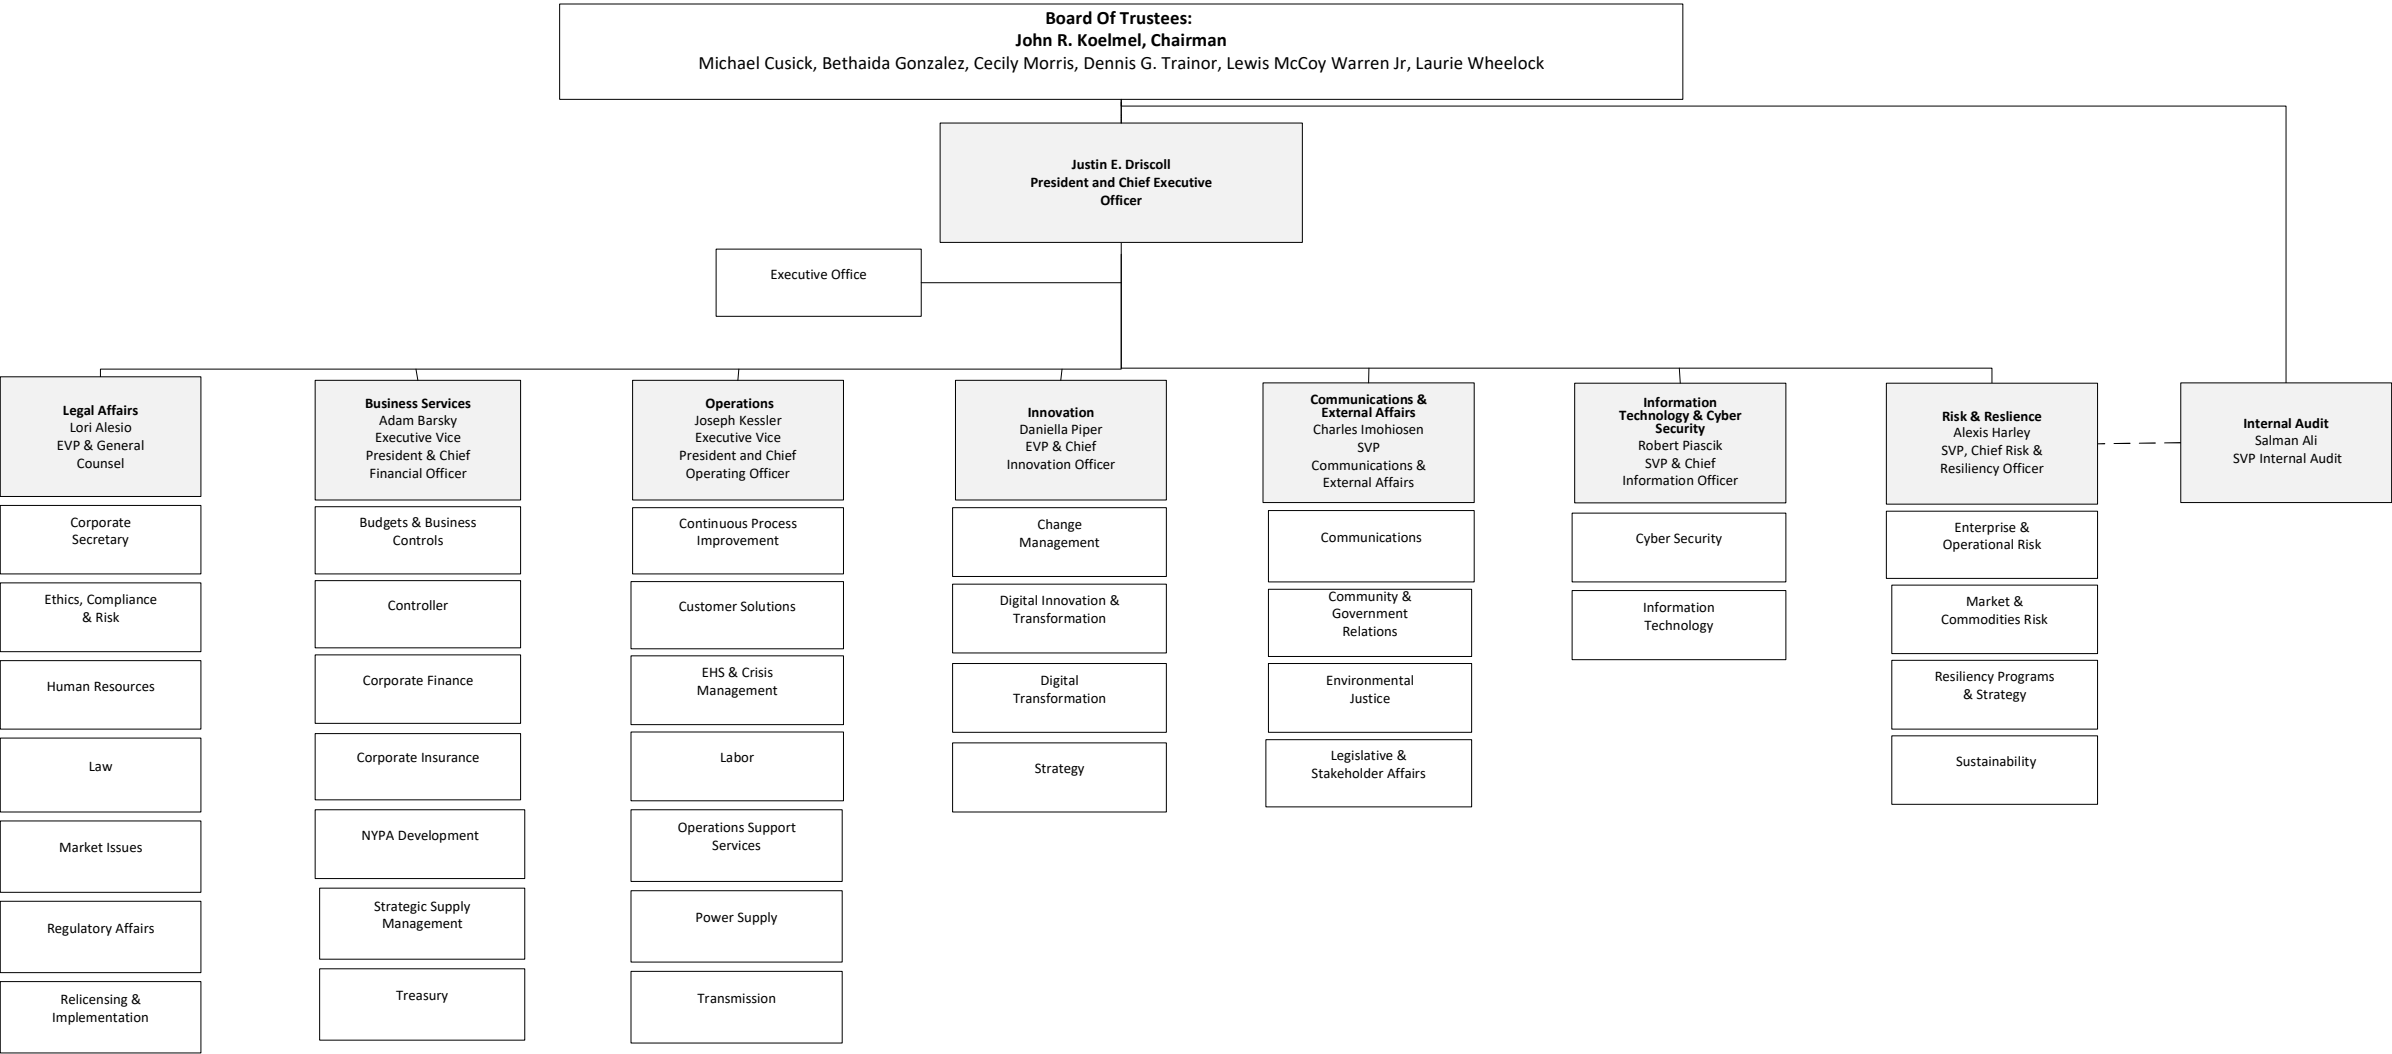 Board Of Trustees:
John R. Koelmel, Chairman
Michael Cusick, Bethaida Gonzalez, Cecily Morris, Dennis G. Trainor, Lewis McCoy Warren Jr, Laurie Wheelock
Justin E. Driscoll
President and Chief Executive
Officer
Executive Office
Legal Affairs
Lori Alesio
EVP & General
Counsel
Corporate
Secretary
Ethics, Compliance
& Risk
Human Resources
Law
Market Issues
Regulatory Affairs
Relicensing &
Implementation
Business Services
Adam Barsky
Executive Vice
President & Chief
Financial Officer
Budgets & Business
Controls
Controller
Corporate Finance
Corporate Insurance
NYPA Development
Strategic Supply
Management
Treasury
Operations
Joseph Kessler
Executive Vice
President and Chief
Operating Officer
Continuous Process
Improvement
Customer Solutions
EHS & Crisis
Management
Labor
Operations Support
Services
Power Supply
Transmission
Innovation
Daniella Piper
EVP & Chief
Innovation Officer
Change
Management
Digital Innovation &
Transformation
Digital
Transformation
Strategy
Communications &
External Affairs
Charles Imohiosen
SVP
Communications &
External Affairs
Communications
Community &
Government
Relations
Environmental
Justice
Legislative &
Stakeholder Affairs
Information
Technology & Cyber
Security
Robert Piascik
SVP & Chief
Information Officer
Cyber Security
Information
Technology
Risk & Reslience
Alexis Harley
SVP, Chief Risk &
Resiliency Officer
Enterprise &
Operational Risk
Market &
Commodities Risk
Resiliency Programs
& Strategy
Sustainability
Internal Audit
Salman Ali
SVP Internal Audit